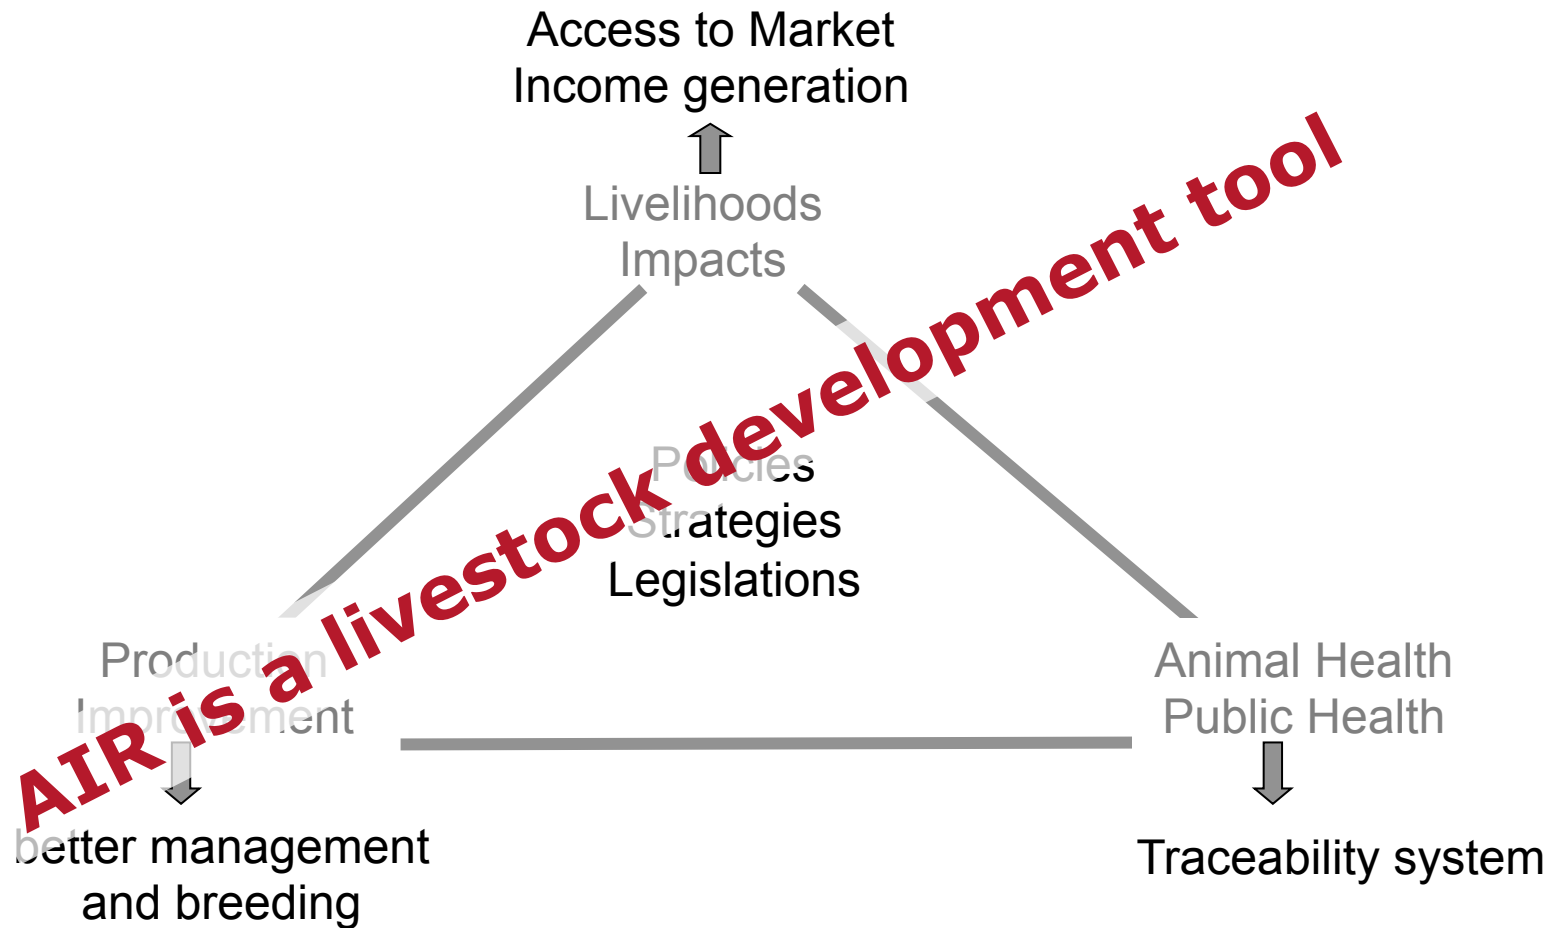 Access to Market
Income generation
Livelihoods
Impacts
AIR is a livestock development tool
Policies
Strategies
Legislations
Production
Improvement
Animal Health
Public Health
better management
and breeding
Traceability system